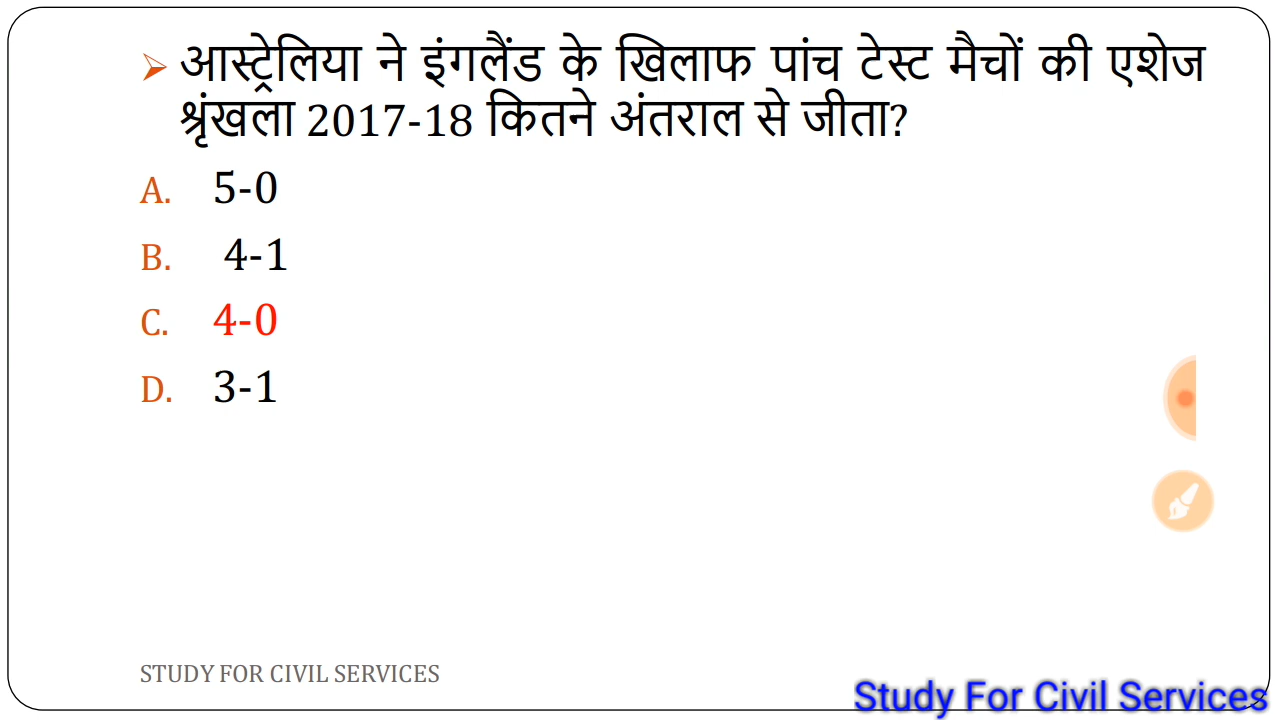 आस्ट्रेलिया ने इंगलैंड के खिलाफ पांच टेस्ट मैचों की एशेज
श्रृंखला 2017-18 कितने अंतराल से जीता?
A. 5-0
B. 4-1
C. 4-0
D. 3-1
STUDY FOR CIVIL SERVICES
Study For Civil Services